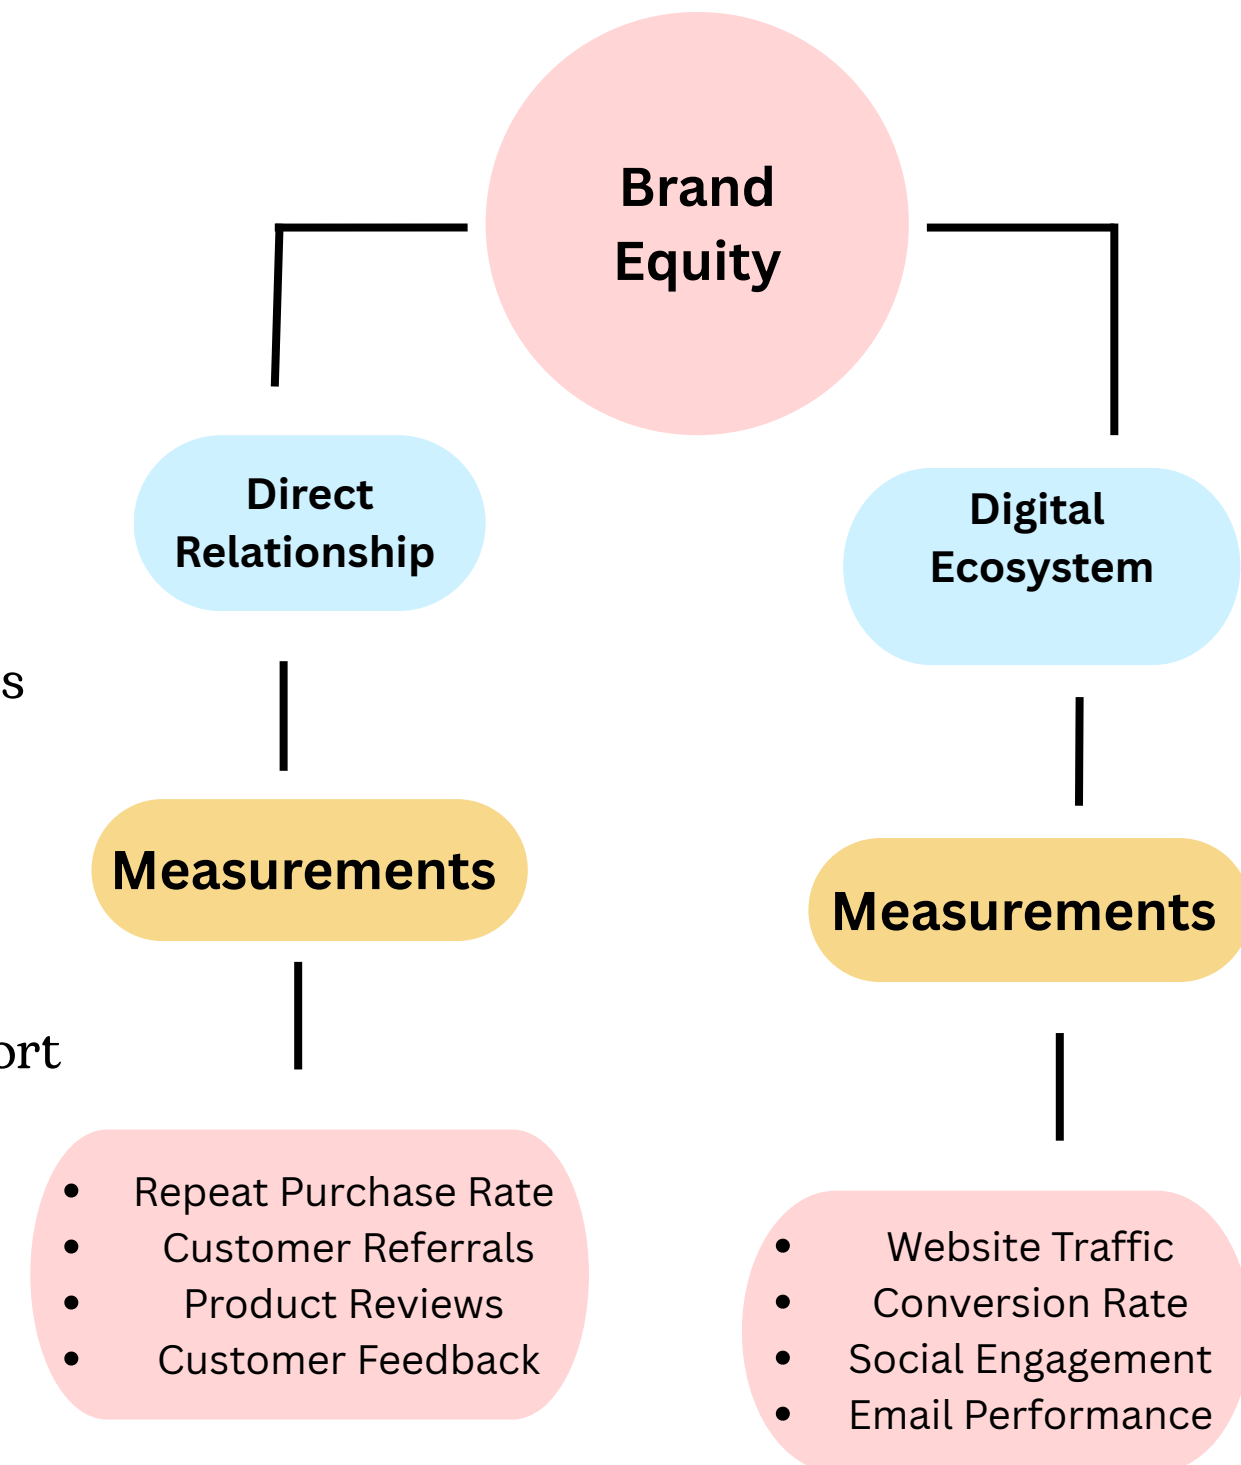 Brand
Equity
Direct
Relationship
Digital
Ecosystem
s
Measurements
Measurements
ort
• Repeat Purchase Rate
• Customer Referrals
• Product Reviews
• Customer Feedback
• Website Traffic
• Conversion Rate
• Social Engagement
• Email Performance